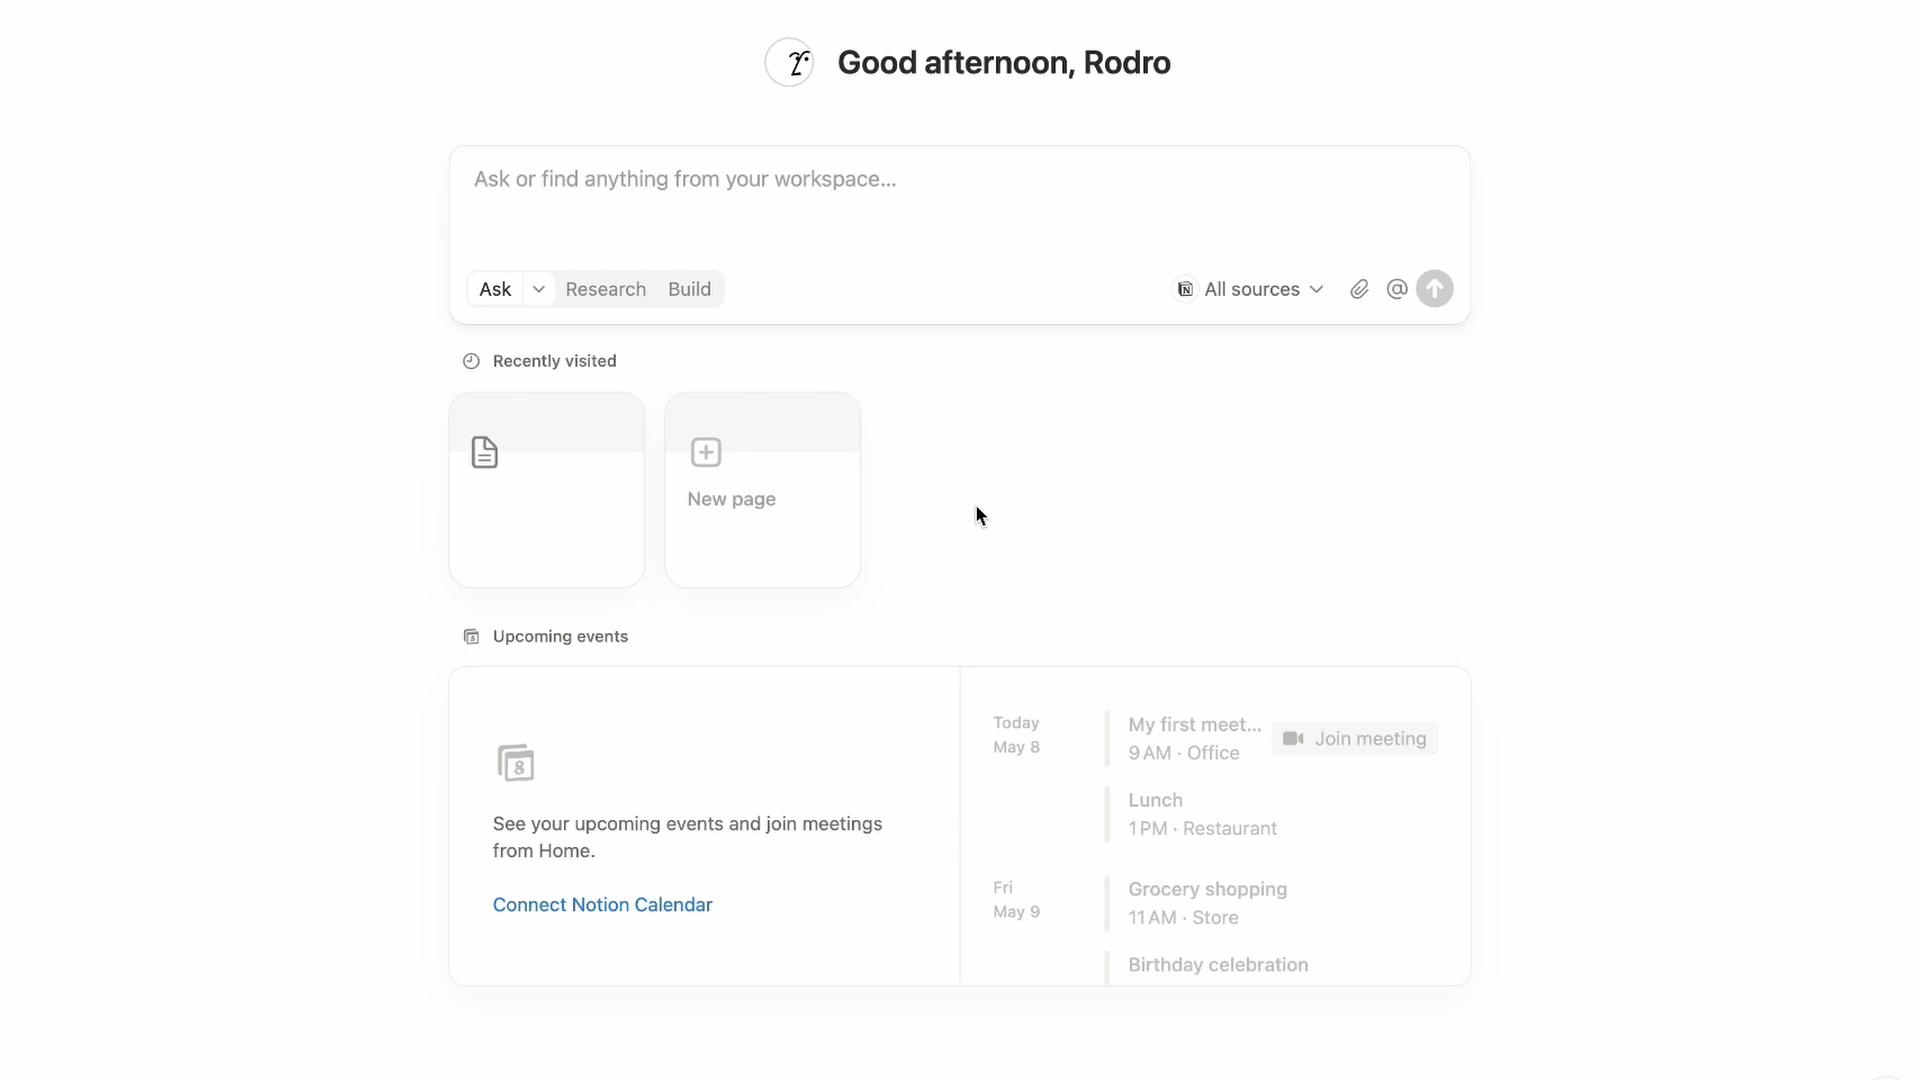 Good afternoon, Rodro
Ask or find anything from your workspace...
Ask
Research
Build
All sources
Recently visited
New page
Upcoming events
8
See your upcoming events and join meetings
from Home.
Connect Notion Calendar
Today
May 8
My first meet...
9 AM · Office
Join meeting
Lunch
1 PM · Restaurant
Fri
May 9
Grocery shopping
11 AM · Store
Birthday celebration